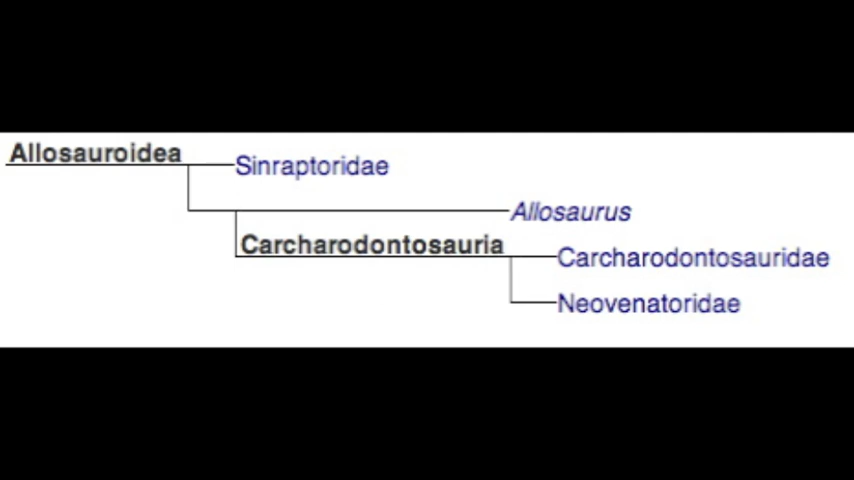 Allosauroidea
Sinraptoridae
Allosaurus
Carcharodontosauria
Carcharodontosauridae
Neovenatoridae